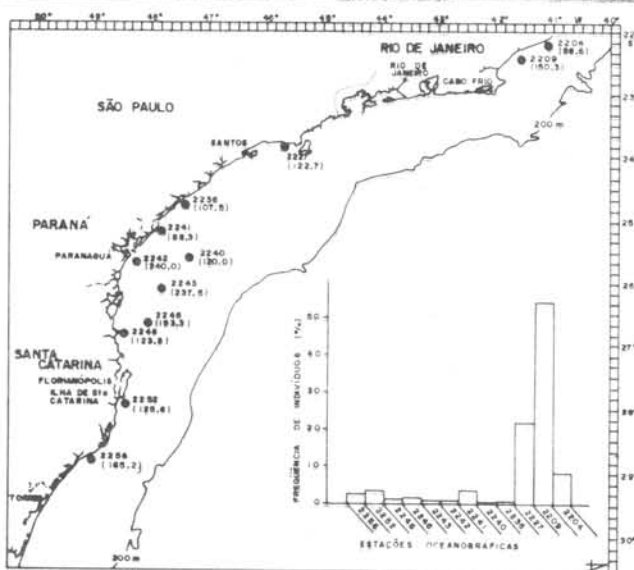 50° 49° 48° 47° 46° 45° 44° 43° 42° 41° 40°
22°
23°
24°
25°
26°
27°
28°
29°
30°
RIO DE JANEIRO
2204
(88,6)
2209
(150,3)
RIO DE
JANEIRO
CABO FRIO
SÃO PAULO
200 m
SANTOS
2227
(122,7)
2236
(107,5)
PARANÁ
2241
(88,3)
PARANAGUÁ
2242
(240,0)
2240
(120,0)
2243
(237,5)
2246
(193,3)
2248
(123,8)
SANTA
CATARINA
FLORIANÓPOLIS
ILHA DE Sta
CATARINA
2252
(125,6)
2256
(165,2)
TORRES
200 m
FREQUÊNCIA DE INDIVÍDUOS (%)
50
40
30
20
10
0
2252
2248
2246
2243
2242
2241
2240
2236
2227
2209
2204
ESTAÇÕES OCEANOGRÁFICAS